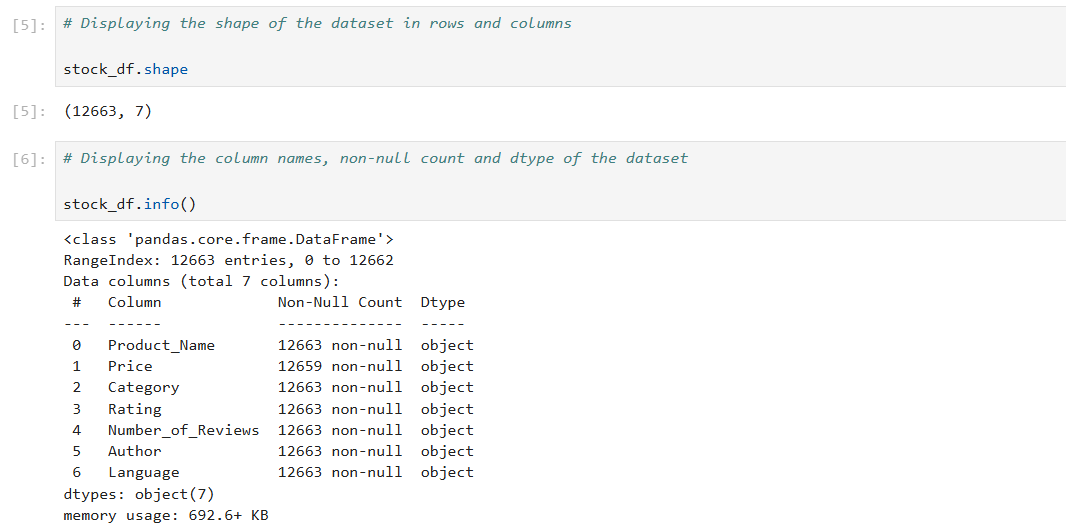 [5]: # Displaying the shape of the dataset in rows and columns
stock_df.shape
[5]: (12663, 7)
[6]: # Displaying the column names, non-null count and dtype of the dataset
stock_df.info()
<class 'pandas.core.frame.DataFrame'>
RangeIndex: 12663 entries, 0 to 12662
Data columns (total 7 columns):
 #   Column             Non-Null Count  Dtype
---  ------             --------------  -----
 0   Product_Name       12663 non-null  object
 1   Price              12659 non-null  object
 2   Category           12663 non-null  object
 3   Rating             12663 non-null  object
 4   Number_of_Reviews  12663 non-null  object
 5   Author             12663 non-null  object
 6   Language           12663 non-null  object
dtypes: object(7)
memory usage: 692.6+ KB